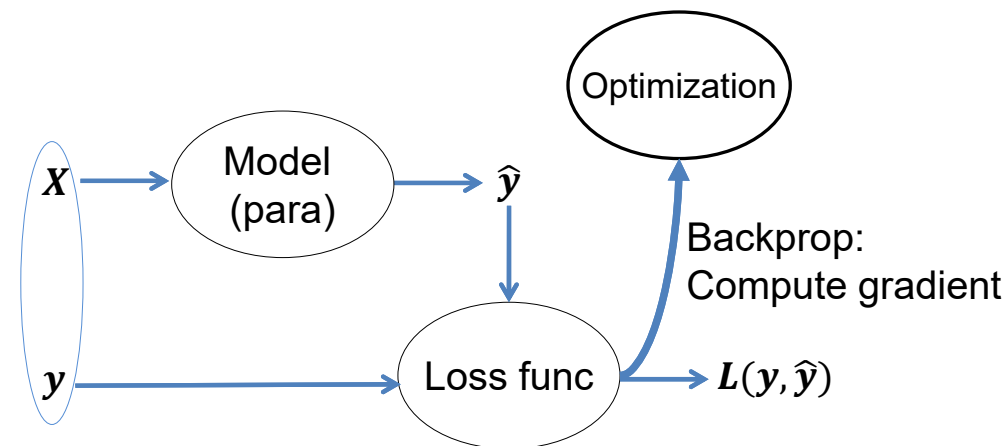 Optimization
X
Model
(para)
ŷ
Backprop:
Compute gradient
y
Loss func
L(y, ŷ)